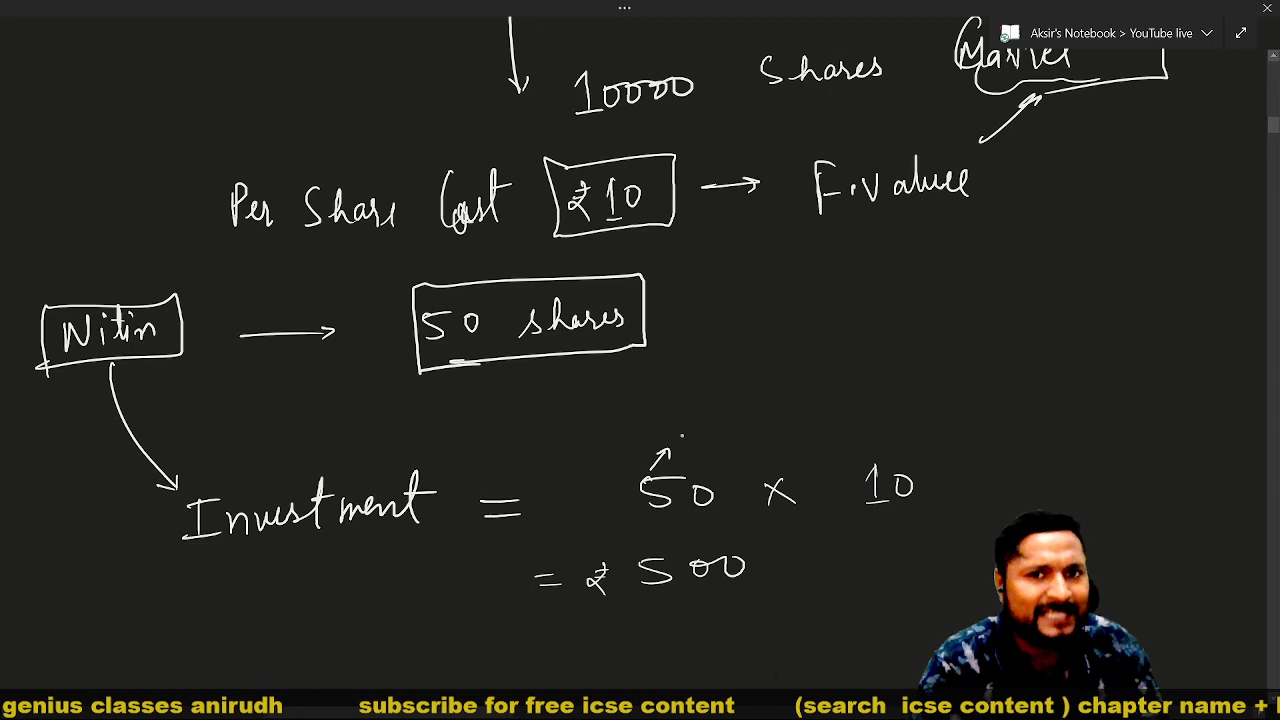 Aksir's Notebook > YouTube live
10000 shares Market
Per Share Cost ₹10 → F.Value
Nitin → 50 shares
Investment = 50 × 10
= ₹ 500
genius classes anirudh subscribe for free icse content (search icse content ) chapter name +